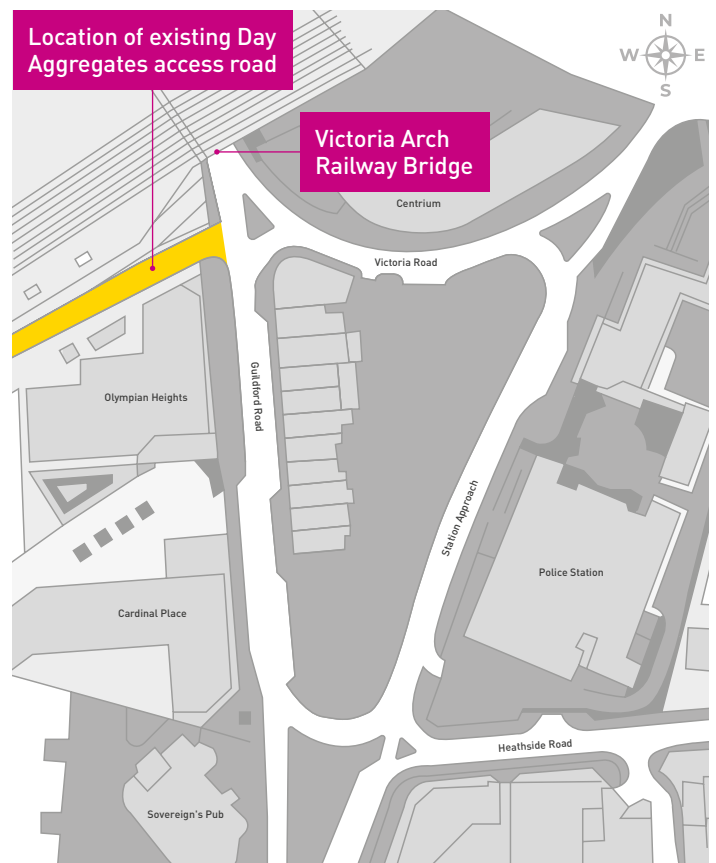 Location of existing Day
Aggregates access road
N
W E
S
Victoria Arch
Railway Bridge
Centrium
Victoria Road
Guildford Road
Olympian Heights
Station Approach
Police Station
Cardinal Place
Heathside Road
Sovereign's Pub